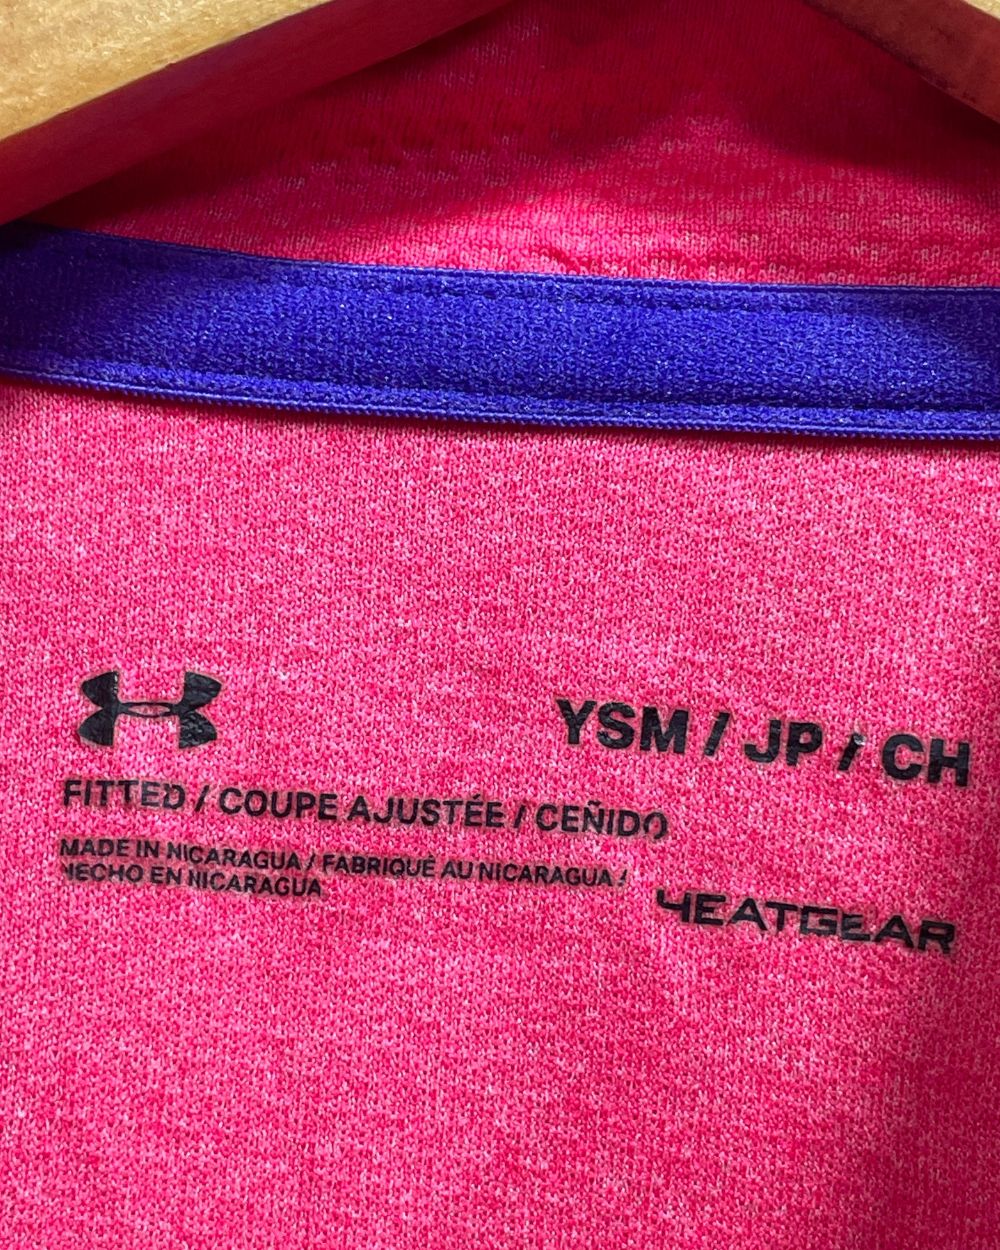 YSM / JP / CH
FITTED / COUPE AJUSTÉE / CEÑIDO
MADE IN NICARAGUA / FABRIQUÉ AU NICARAGUA /
HECHO EN NICARAGUA
HEATGEAR